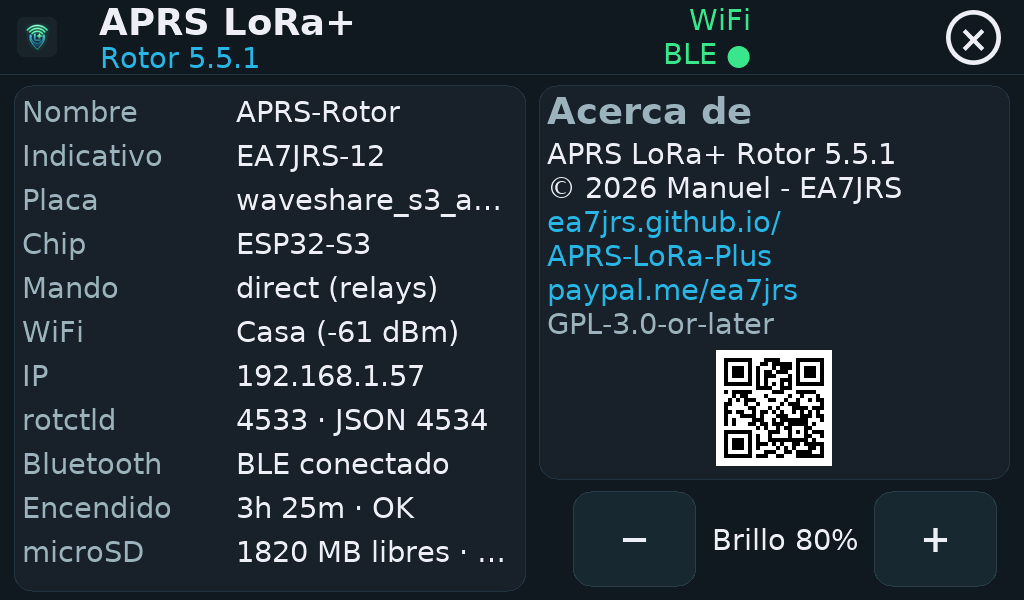 APRS LoRa+
Rotor 5.5.1
WiFi
BLE
Nombre APRS-Rotor
Indicativo EA7JRS-12
Placa waveshare_s3_a...
Chip ESP32-S3
Mando direct (relays)
WiFi Casa (-61 dBm)
IP 192.168.1.57
rotctld 4533 · JSON 4534
Bluetooth BLE conectado
Encendido 3h 25m · OK
microSD 1820 MB libres · ...
Acerca de
APRS LoRa+ Rotor 5.5.1
© 2026 Manuel - EA7JRS
ea7jrs.github.io/
APRS-LoRa-Plus
paypal.me/ea7jrs
GPL-3.0-or-later
− Brillo 80% +